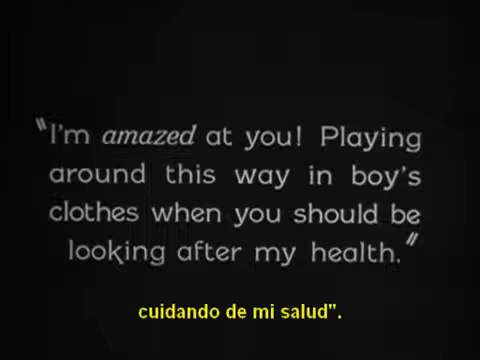 "I'm amazed at you! Playing
around this way in boy's
clothes when you should be
looking after my health."
cuidando de mi salud".